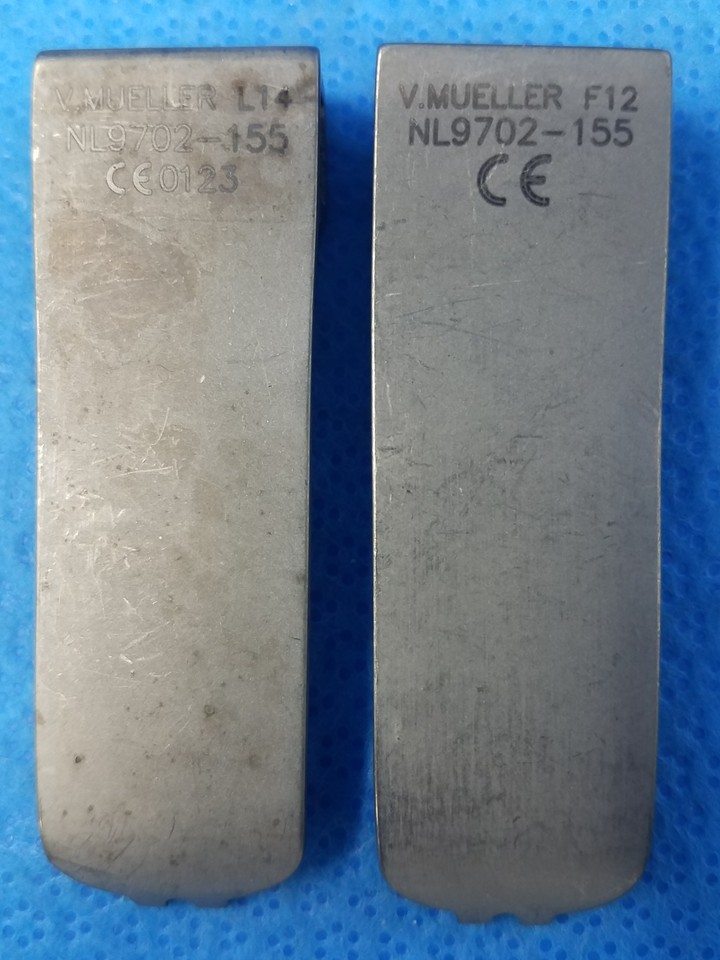 V.MUELLER L14
NL9702-155
CE0123
V.MUELLER F12
NL9702-155
CE